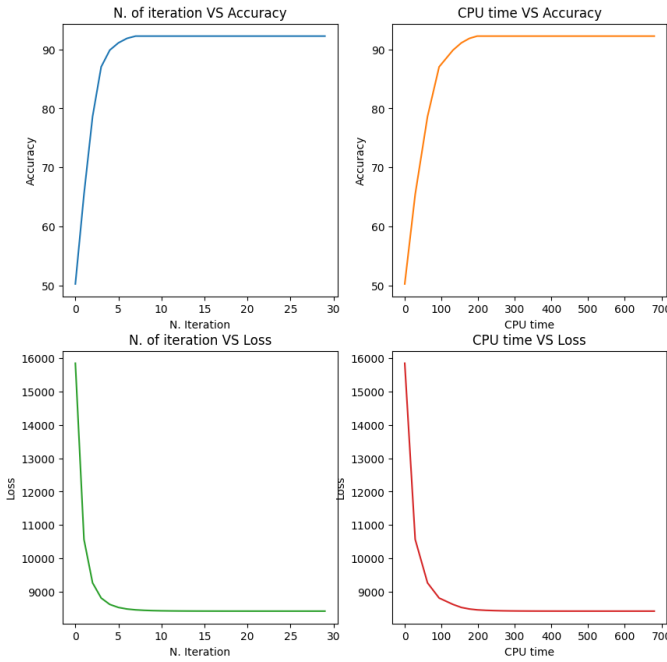 N. of iteration VS Accuracy
Accuracy
90
80
70
60
50
0 5 10 15 20 25 30
N. Iteration
CPU time VS Accuracy
Accuracy
90
80
70
60
50
0 100 200 300 400 500 600 700
CPU time
N. of iteration VS Loss
Loss
16000
15000
14000
13000
12000
11000
10000
9000
0 5 10 15 20 25 30
N. Iteration
CPU time VS Loss
Loss
16000
15000
14000
13000
12000
11000
10000
9000
0 100 200 300 400 500 600 700
CPU time